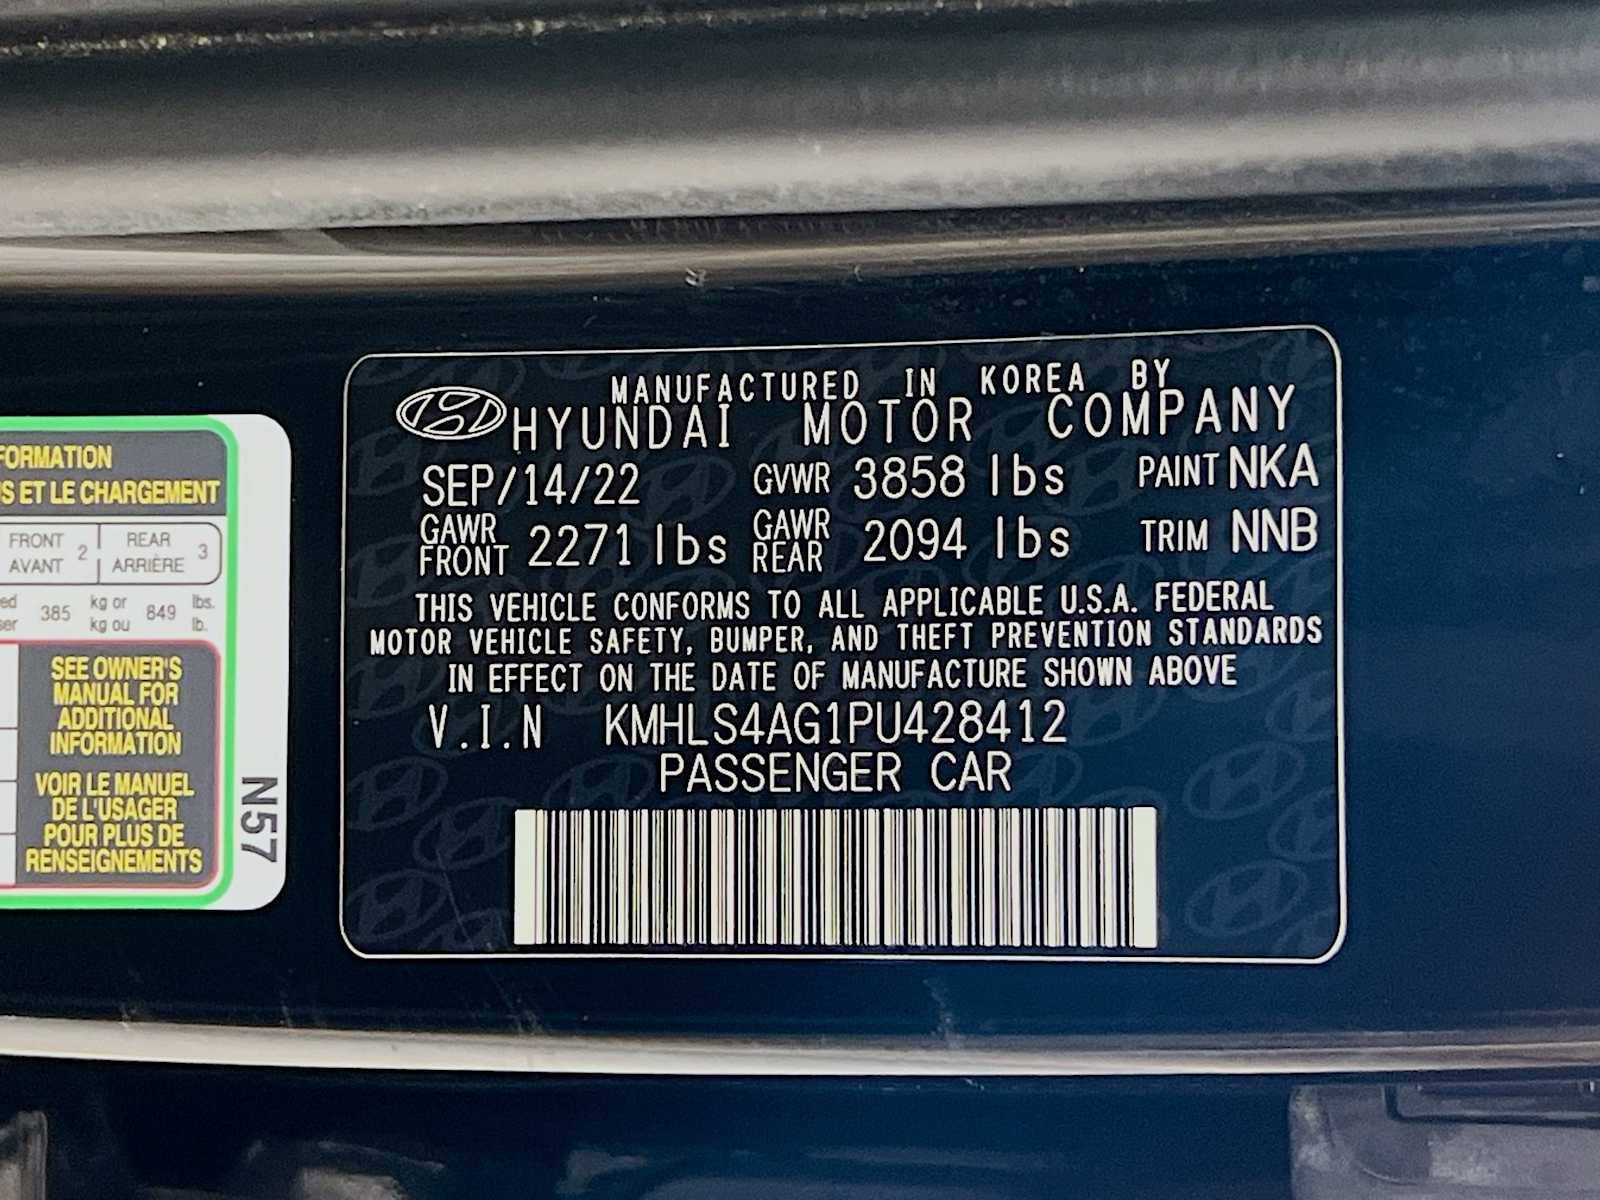 MANUFACTURED IN KOREA BY
HYUNDAI MOTOR COMPANY
SEP/14/22 GVWR 3858 lbs PAINT NKA
GAWR FRONT 2271 lbs GAWR REAR 2094 lbs TRIM NNB
THIS VEHICLE CONFORMS TO ALL APPLICABLE U.S.A. FEDERAL
MOTOR VEHICLE SAFETY, BUMPER, AND THEFT PREVENTION STANDARDS
IN EFFECT ON THE DATE OF MANUFACTURE SHOWN ABOVE
V.I.N KMHLS4AG1PU428412
PASSENGER CAR
ET LE CHARGEMENT
FRONT AVANT 2 REAR ARRIÈRE 3
385 kg or kg ou 849 lbs. lb.
SEE OWNER'S
MANUAL FOR
ADDITIONAL
INFORMATION
VOIR LE MANUEL
DE L'USAGER
POUR PLUS DE
RENSEIGNEMENTS
N57